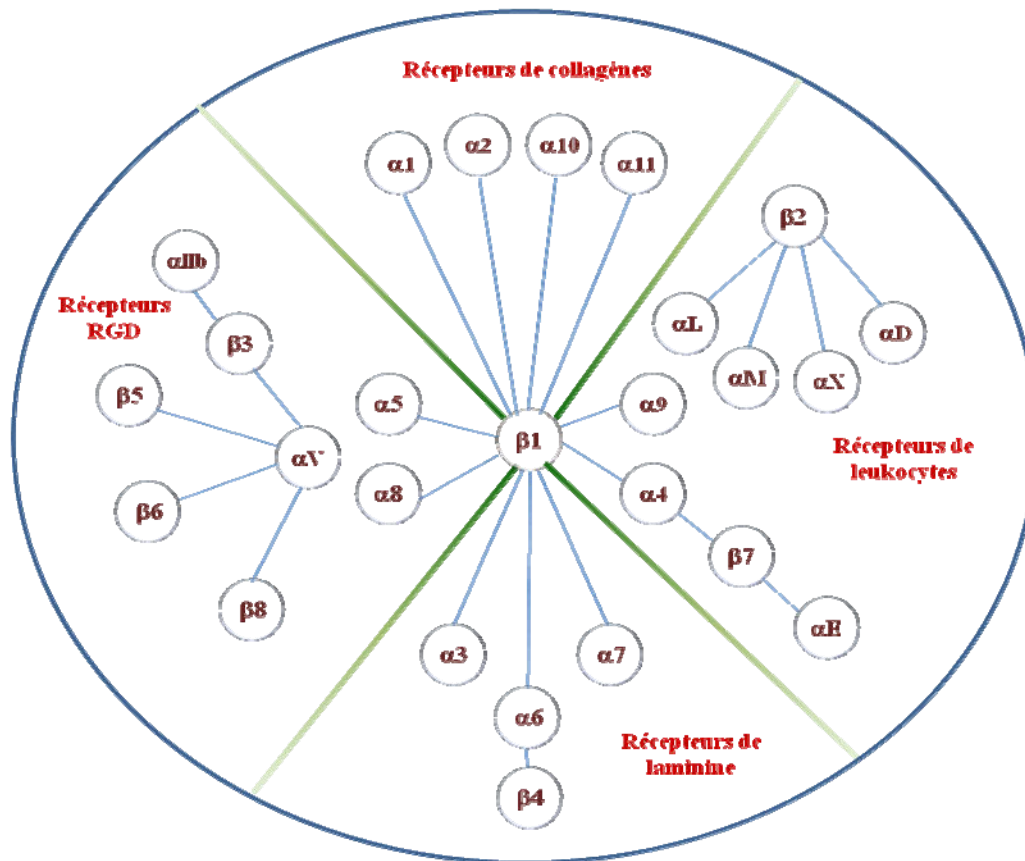 Récepteurs de collagènes
α1
α2
α10
α11
β2
αIIb
Récepteurs
RGD
β3
αL
αM
αX
αD
β5
α5
α9
β1
αV
Récepteurs de
leukocytes
β6
α8
α4
β7
β8
αE
α3
α7
α6
Récepteurs de
laminine
β4